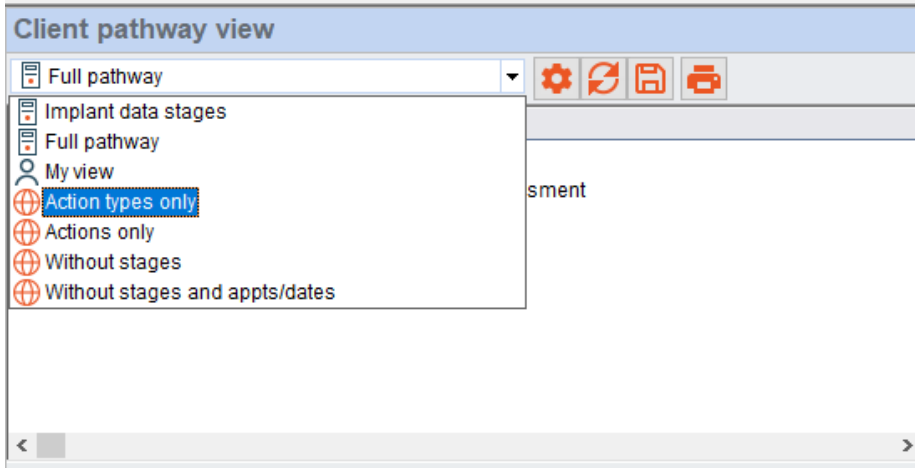 Client pathway view
Full pathway
Implant data stages
Full pathway
My view
sment
Action types only
Actions only
Without stages
Without stages and appts/dates